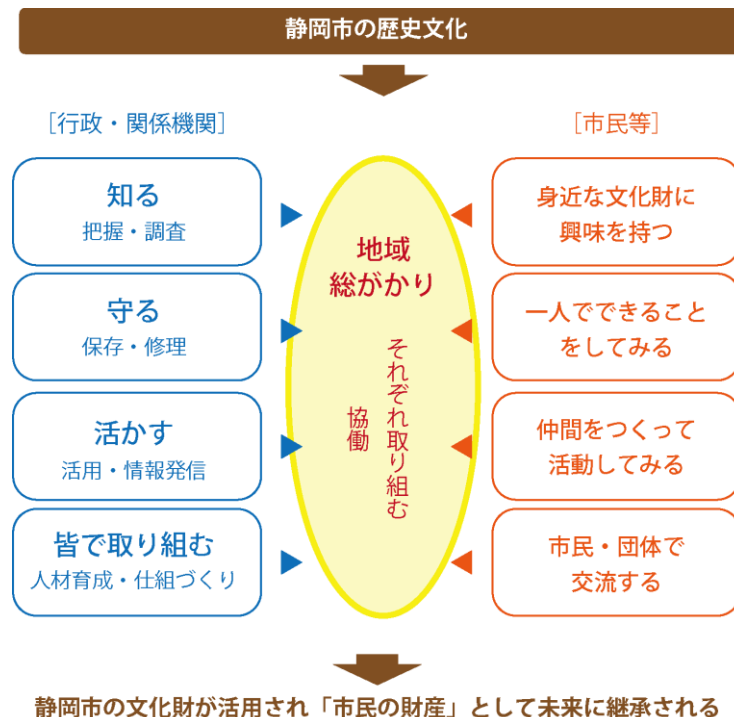 静岡市の歴史文化
［行政・関係機関］
知る
把握・調査
守る
保存・修理
活かす
活用・情報発信
皆で取り組む
人材育成・仕組づくり
地域
総がかり
それぞれ取り組む
協働
［市民等］
身近な文化財に
興味を持つ
一人でできること
をしてみる
仲間をつくって
活動してみる
市民・団体で
交流する
静岡市の文化財が活用され「市民の財産」として未来に継承される